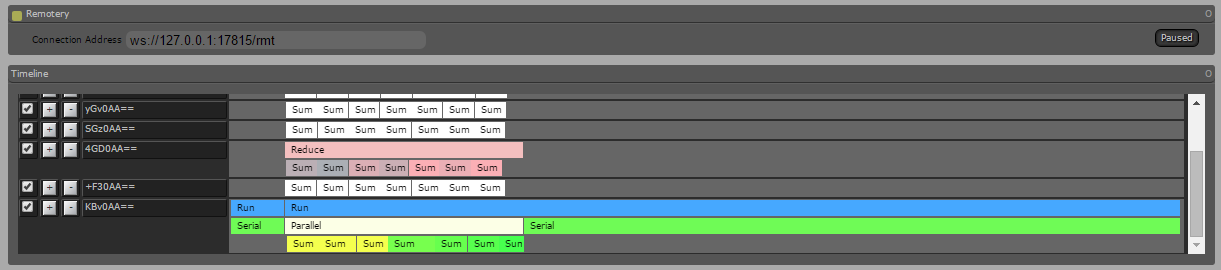 Remotery O
Connection Address ws://127.0.0.1:17815/rmt Paused
Timeline O
+ - yGv0AA== Sum Sum Sum Sum Sum Sum Sum
+ - SGz0AA== Sum Sum Sum Sum Sum Sum Sum
+ - 4GD0AA== Reduce
Sum Sum Sum Sum Sum Sum Sum
+ - +F30AA== Sum Sum Sum Sum Sum Sum Sum
+ - KBv0AA== Run Run
Serial Parallel Serial
Sum Sum Sum Sum Sum Sum Sun